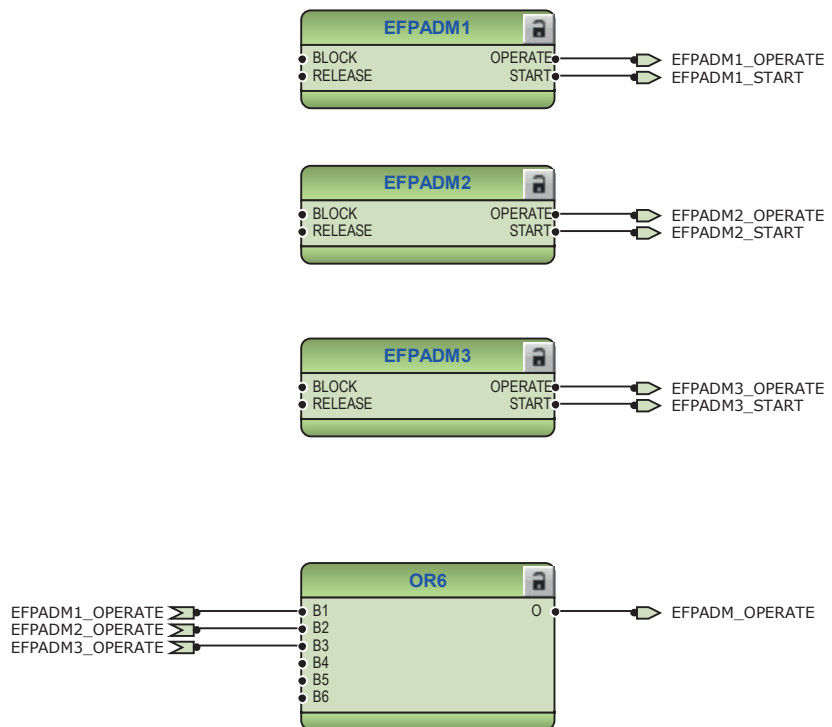 EFPADM1
BLOCK OPERATE EFPADM1_OPERATE
RELEASE START EFPADM1_START
EFPADM2
BLOCK OPERATE EFPADM2_OPERATE
RELEASE START EFPADM2_START
EFPADM3
BLOCK OPERATE EFPADM3_OPERATE
RELEASE START EFPADM3_START
OR6
EFPADM1_OPERATE B1 O EFPADM_OPERATE
EFPADM2_OPERATE B2
EFPADM3_OPERATE B3
B4
B5
B6